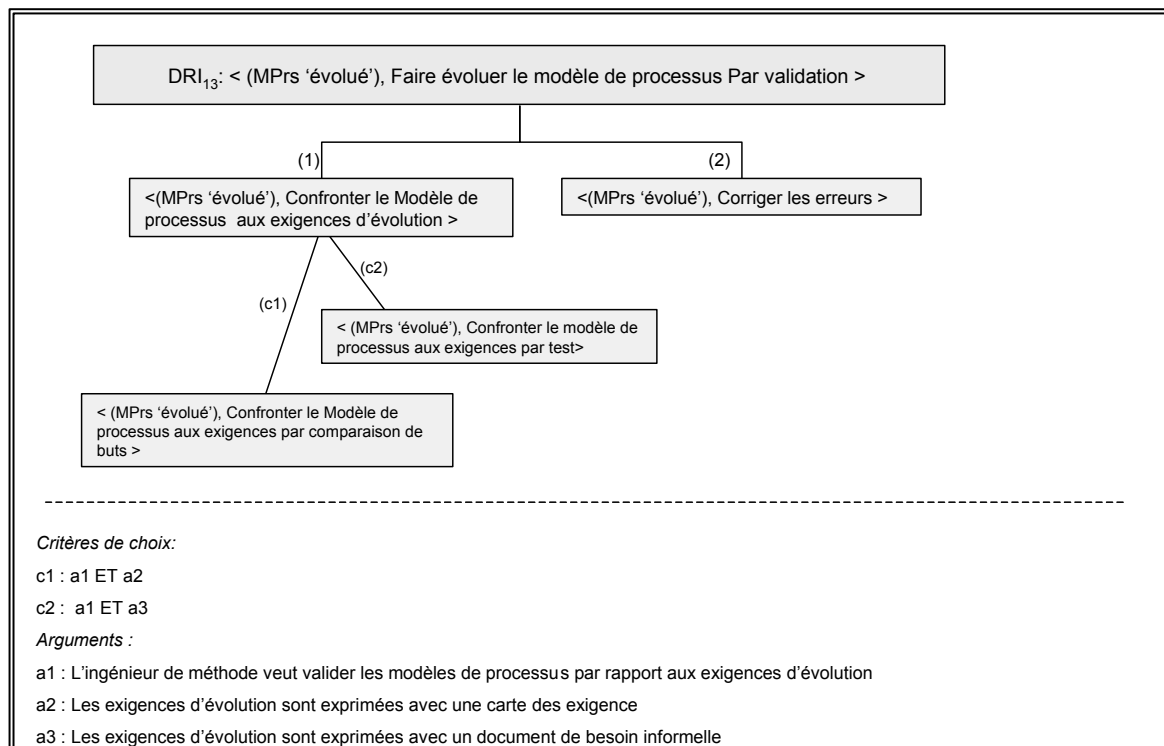 DRI13: < (MPrs ‘évolué’), Faire évoluer le modèle de processus Par validation >
(1)
(2)
<(MPrs ‘évolué’), Confronter le Modèle de
processus aux exigences d’évolution >
<(MPrs ‘évolué’), Corriger les erreurs >
(c2)
(c1)
< (MPrs ‘évolué’), Confronter le modèle de
processus aux exigences par test>
< (MPrs ‘évolué’), Confronter le Modèle de
processus aux exigences par comparaison de
buts >
Critères de choix:
c1 : a1 ET a2
c2 : a1 ET a3
Arguments :
a1 : L’ingénieur de méthode veut valider les modèles de processus par rapport aux exigences d’évolution
a2 : Les exigences d’évolution sont exprimées avec une carte des exigence
a3 : Les exigences d’évolution sont exprimées avec un document de besoin informelle